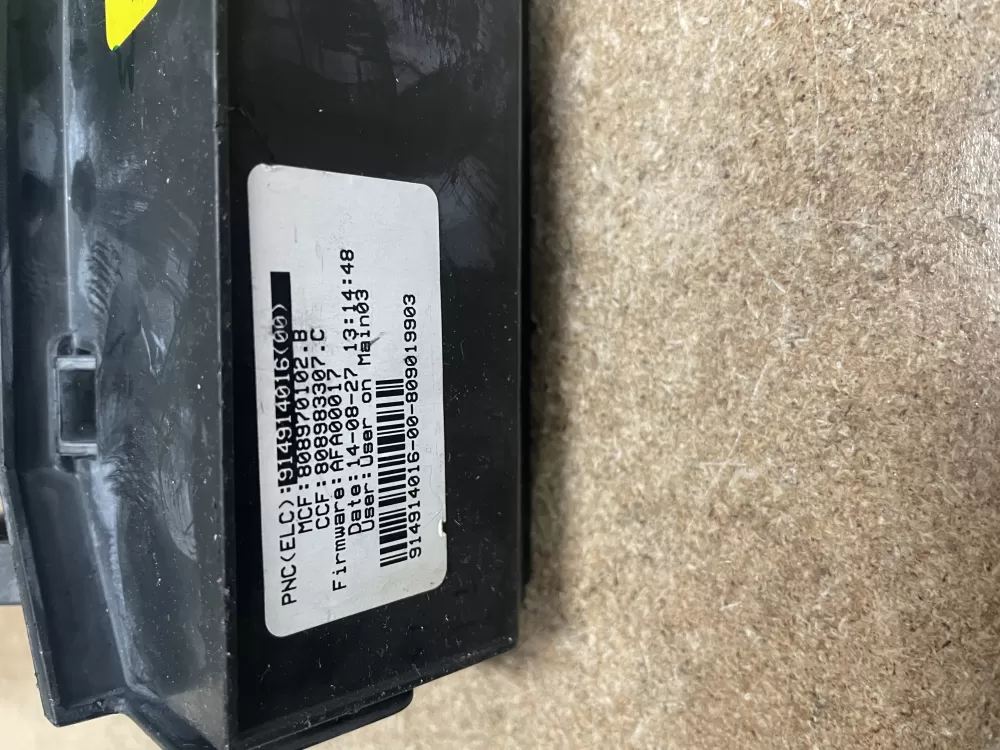 PNC(ELC):914914016(00)
MCF:808970102.B
CCF:808983307.C
Firmware:AFA00017
Date:14-08-27 13:14:48
User:User on Main03
914914016-00-809019903